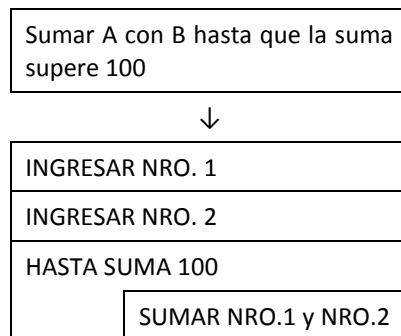 Sumar A con B hasta que la suma
supere 100
↓
INGRESAR NRO. 1
INGRESAR NRO. 2
HASTA SUMA 100
SUMAR NRO.1 y NRO.2